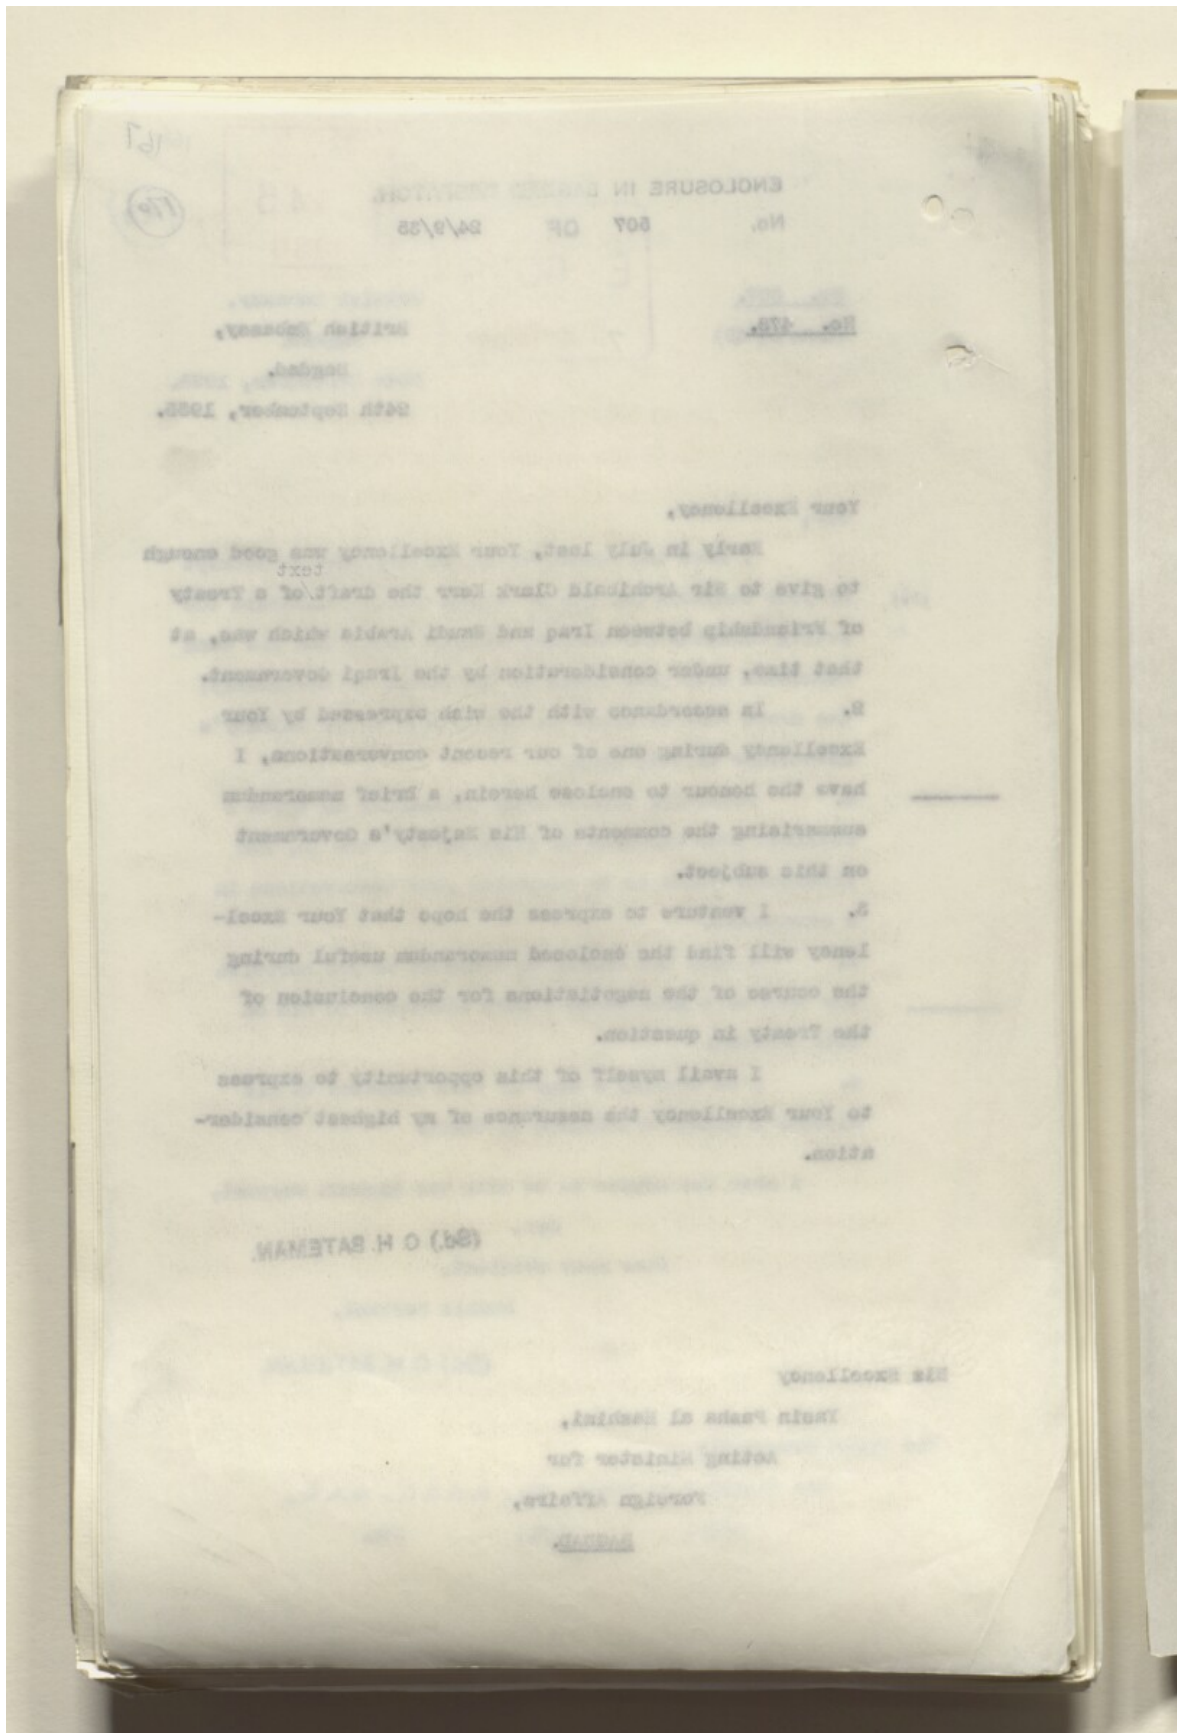 167
170
ENCLOSURE IN BAGDAD DESPATCH.
No. 507 OF 24/9/35
No. 473.
British Embassy,
Bagdad.
24th September, 1935.
Your Excellency,
Early in July last, Your Excellency was good enough
text
to give to Sir Archibald Clark Kerr the draft/of a Treaty
of Friendship between Iraq and Saudi Arabia which was, at
that time, under consideration by the Iraqi Government.
2. In accordance with the wish expressed by Your
Excellency during one of our recent conversations, I
have the honour to enclose herein, a brief memorandum
summarising the comments of His Majesty's Government
on this subject.
3. I venture to express the hope that Your Excel-
lency will find the enclosed memorandum useful during
the course of the negotiations for the conclusion of
the Treaty in question.
I avail myself of this opportunity to express
to Your Excellency the assurance of my highest consider-
ation.
(Sd.) C. H. BATEMAN.
His Excellency
Yasin Pasha al Hashimi,
Acting Minister for
Foreign Affairs,
BAGDAD.